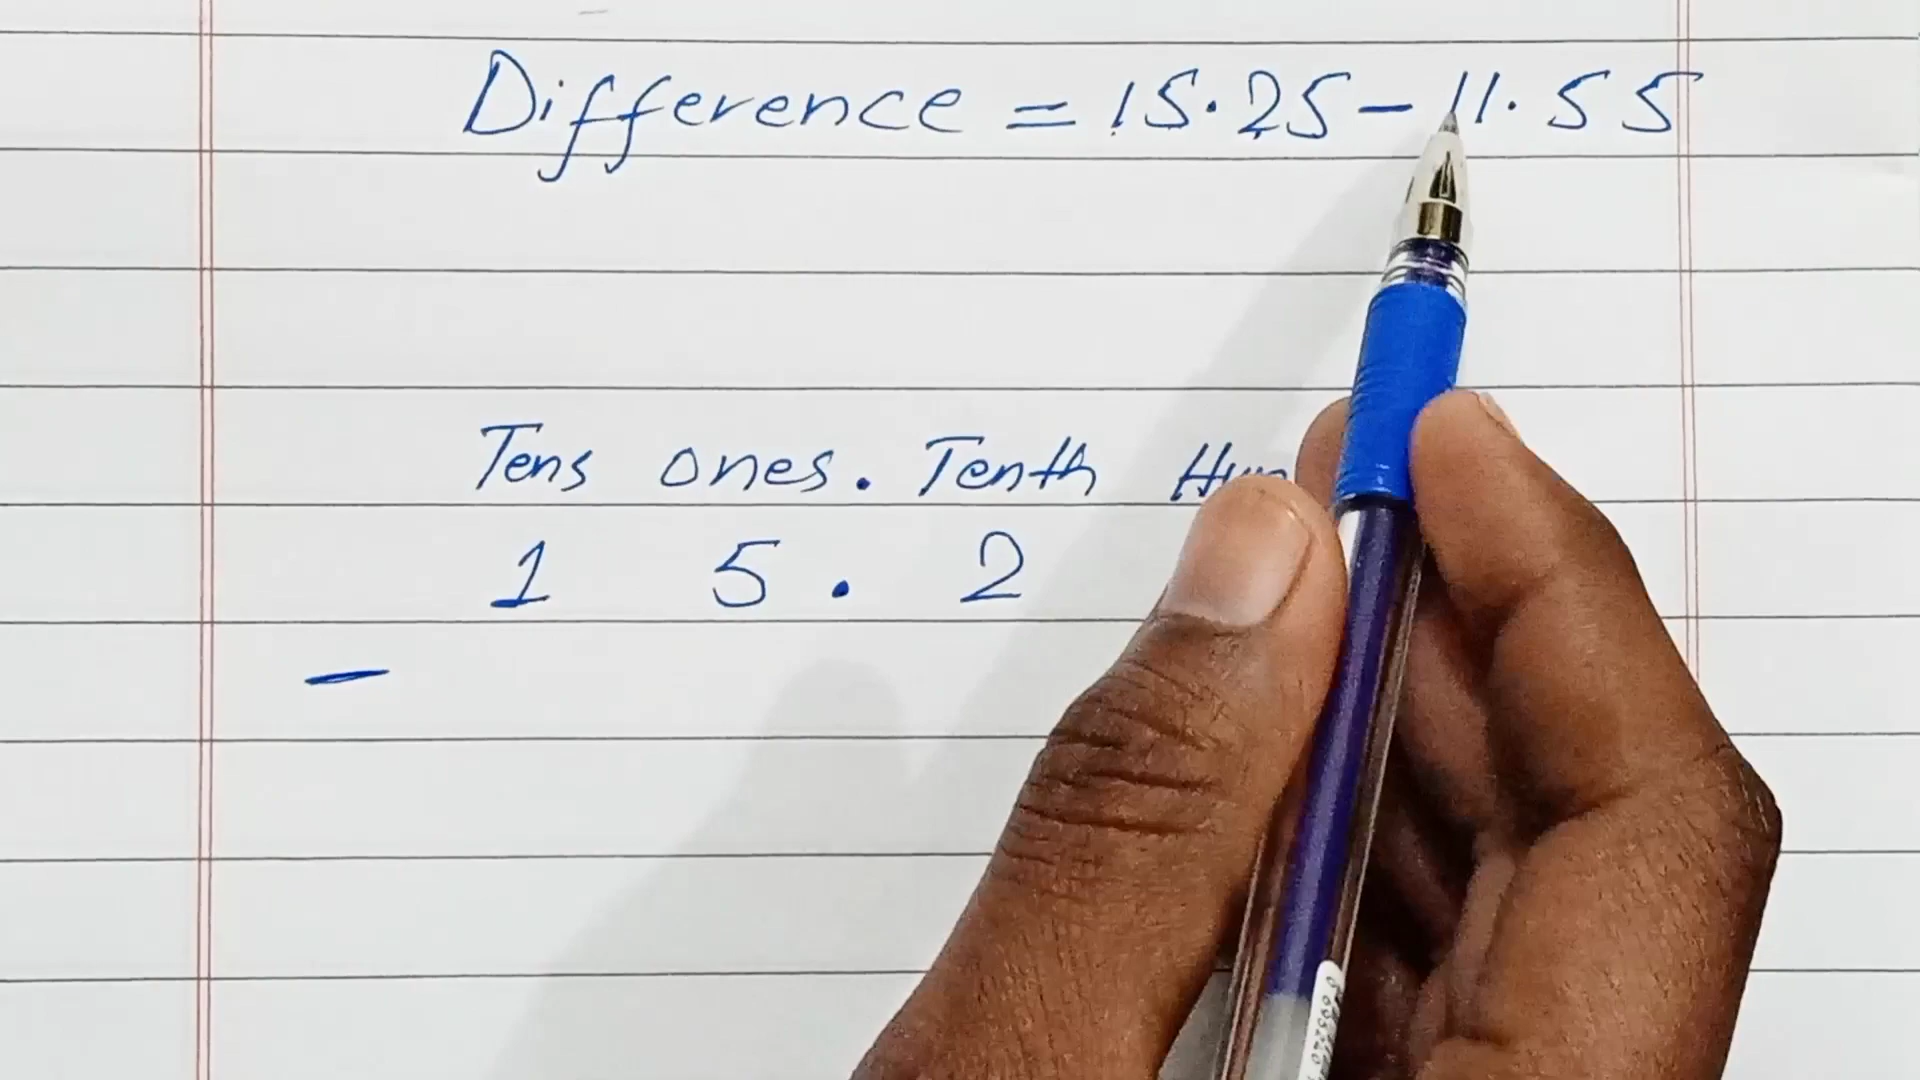 Difference = 15.25 - 11.55
Tens ones. Tenth
1 5 . 2
-